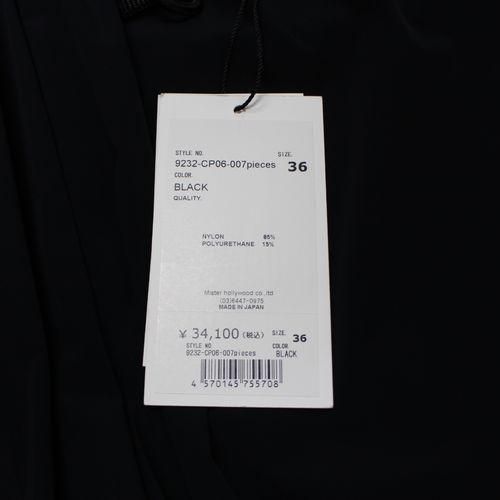 STYLE NO. SIZE.
9232-CP06-007pieces 36
COLOR.
BLACK
QUALITY.
NYLON 85%
POLYURETHANE 15%
Mister hollywood co.,ltd
(03)6447-0975
MADE IN JAPAN
¥ 34,100(税込) SIZE. 36
STYLE NO COLOR
9232-CP06-007pieces BLACK
4 570145 755708